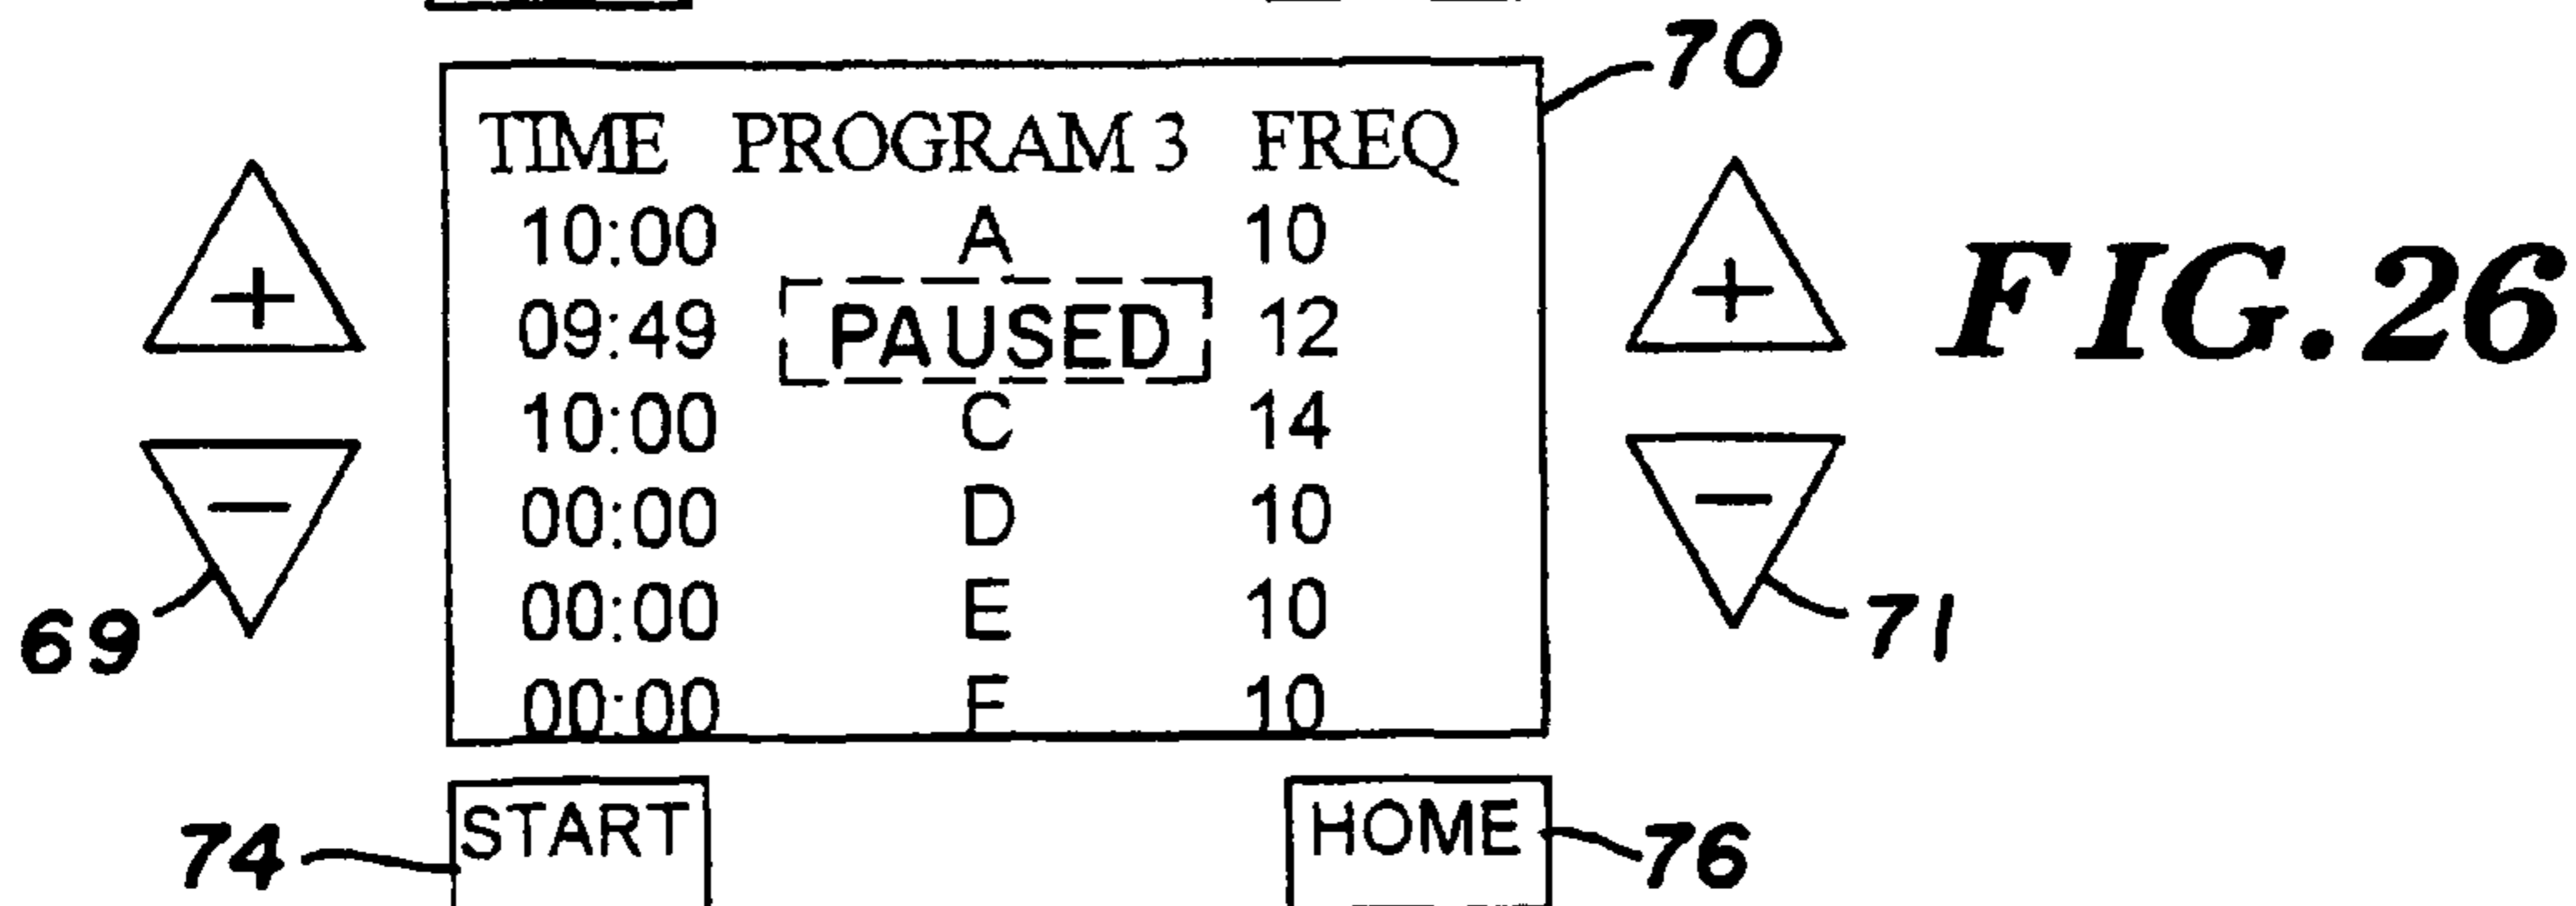 70
TIME PROGRAM 3 FREQ
10:00 A 10
+ 09:49 PAUSED 12 + FIG. 26
10:00 C 14
- 00:00 D 10 -
69 00:00 E 10 71
00:00 F 10
74 START HOME 76